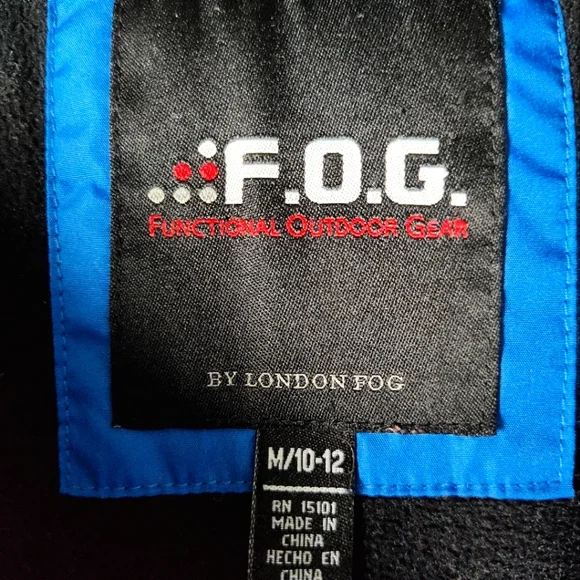 F.O.G.
FUNCTIONAL OUTDOOR GEAR
BY LONDON FOG
M/10-12
RN 15101
MADE IN
CHINA
HECHO EN
CHINA